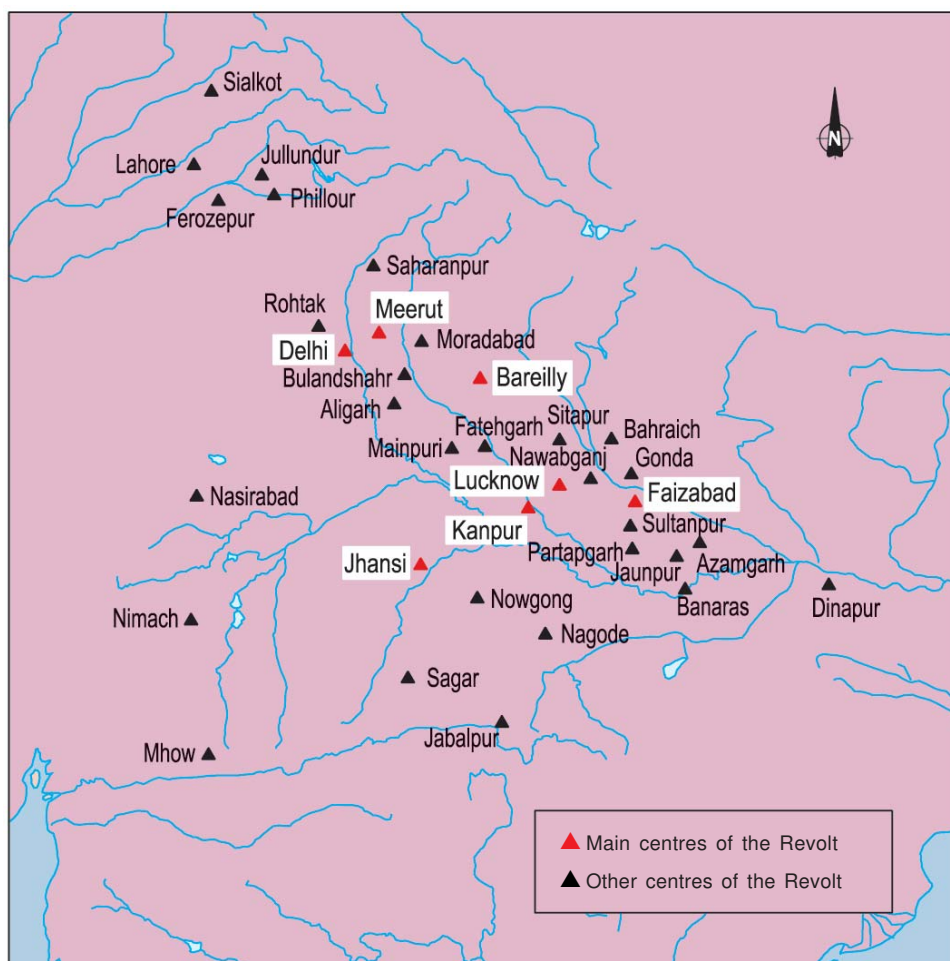 Sialkot
N
Lahore
Jullundur
Phillour
Ferozepur
Saharanpur
Rohtak
Meerut
Delhi
Moradabad
Bulandshahr
Bareilly
Aligarh
Fatehgarh
Sitapur
Mainpuri
Bahraich
Nawabganj
Gonda
Lucknow
Faizabad
Nasirabad
Kanpur
Sultanpur
Partapgarh
Jhansi
Jaunpur
Azamgarh
Nowgong
Banaras
Dinapur
Nimach
Nagode
Sagar
Jabalpur
Mhow
Main centres of the Revolt
Other centres of the Revolt